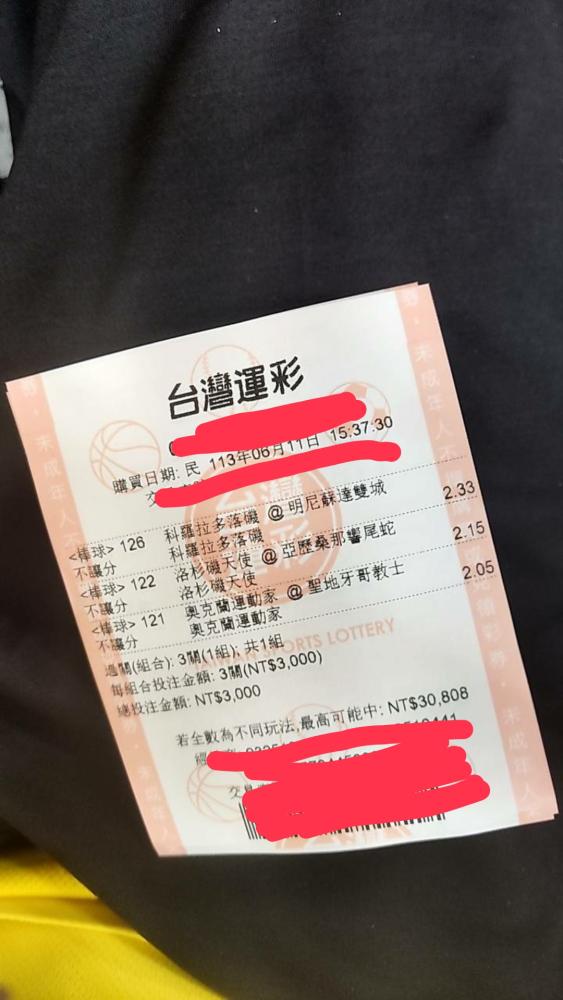 台灣運彩
購買日期: 民 113年06月11日 15:37:30
<棒球> 126 科羅拉多落磯 @ 明尼蘇達雙城
不讓分 科羅拉多落磯 2.33
<棒球> 122 洛杉磯天使 @ 亞歷桑那響尾蛇
不讓分 洛杉磯天使 2.15
<棒球> 121 奧克蘭運動家 @ 聖地牙哥教士
不讓分 奧克蘭運動家 2.05
過關(組合): 3關(1組); 共1組
每組合投注金額: 3關(NT$3,000)
總投注金額: NT$3,000
SPORTS LOTTERY
若全數為不同玩法,最高可能中: NT$30,808
未成年人